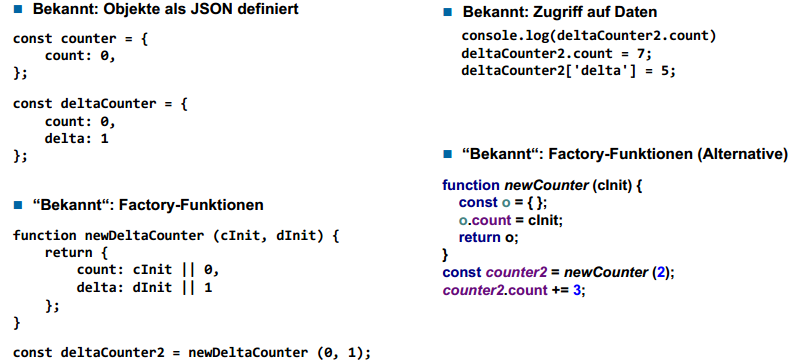 Bekannt: Objekte als JSON definiert
const counter = {
count: 0,
};
const deltaCounter = {
count: 0,
delta: 1
};
“Bekannt“: Factory-Funktionen
function newDeltaCounter (cInit, dInit) {
return {
count: cInit || 0,
delta: dInit || 1
};
}
const deltaCounter2 = newDeltaCounter (0, 1);
Bekannt: Zugriff auf Daten
console.log(deltaCounter2.count)
deltaCounter2.count = 7;
deltaCounter2['delta'] = 5;
“Bekannt“: Factory-Funktionen (Alternative)
function newCounter (cInit) {
const o = { };
o.count = cInit;
return o;
}
const counter2 = newCounter (2);
counter2.count += 3;